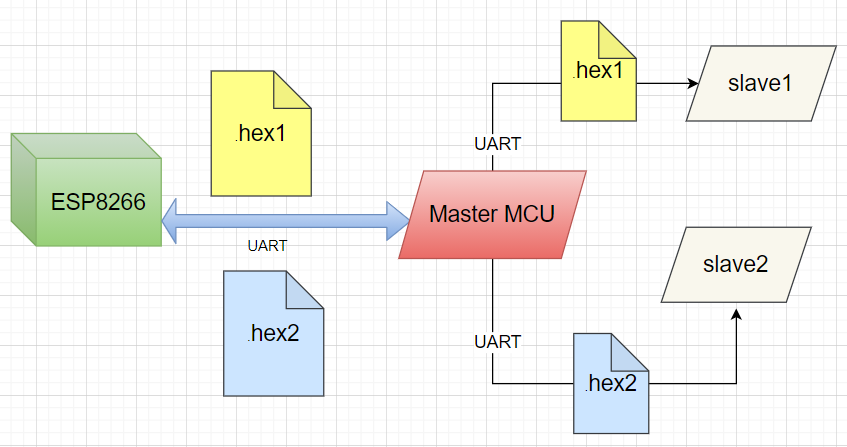 .hex1
slave1
.hex1
UART
ESP8266
Master MCU
UART
slave2
.hex2
UART
.hex2